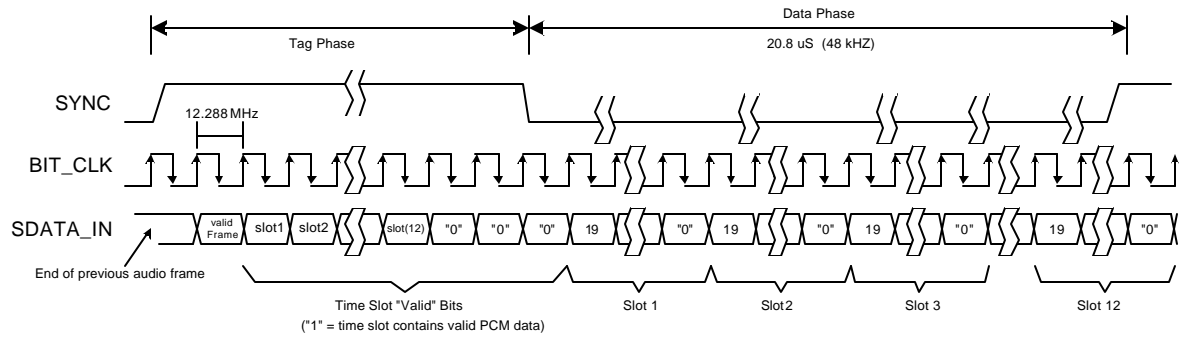 Data Phase
Tag Phase
20.8 uS (48 kHZ)
SYNC
12.288 MHz
BIT_CLK
SDATA_IN
valid
Frame
slot1 slot2 slot(12) "0" "0" "0" 19 "0" 19 "0" 19 "0" 19 "0"
End of previous audio frame
Time Slot "Valid" Bits
("1" = time slot contains valid PCM data)
Slot 1
Slot2
Slot 3
Slot 12